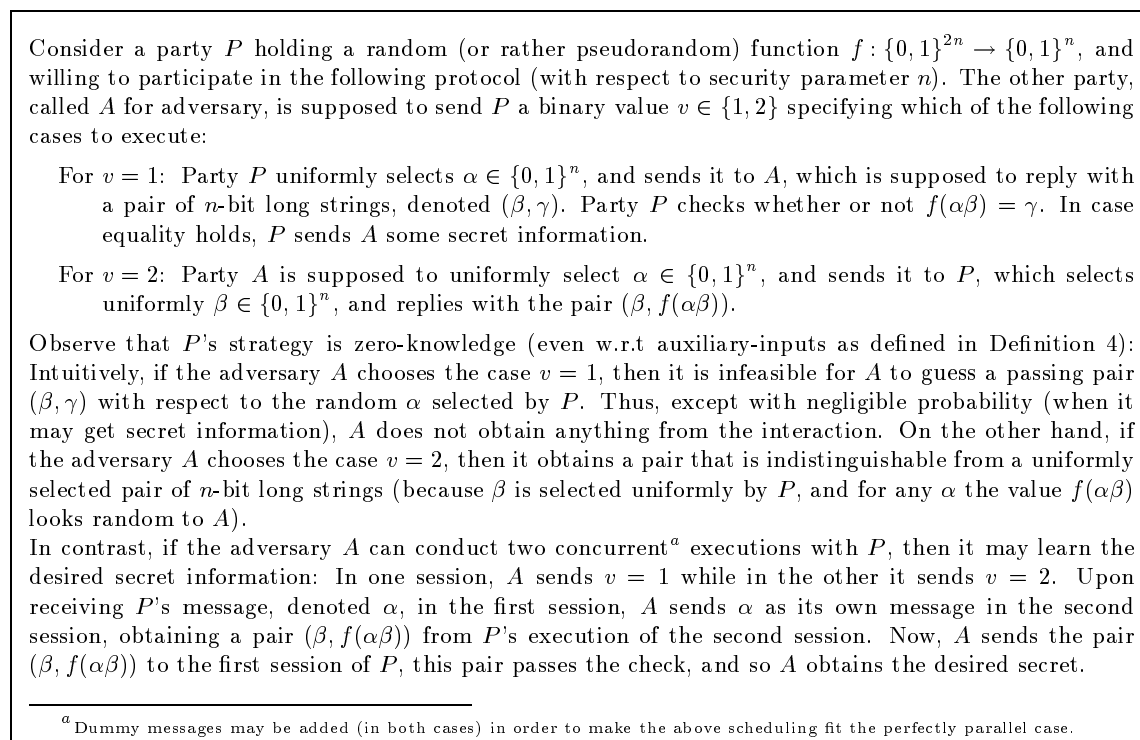 Consider a party P holding a random (or rather pseudorandom) function f : {0, 1}^{2n} → {0, 1}^n, and
willing to participate in the following protocol (with respect to security parameter n). The other party,
called A for adversary, is supposed to send P a binary value v ∈ {1, 2} specifying which of the following
cases to execute:
For v = 1: Party P uniformly selects α ∈ {0, 1}^n, and sends it to A, which is supposed to reply with
a pair of n-bit long strings, denoted (β, γ). Party P checks whether or not f(αβ) = γ. In case
equality holds, P sends A some secret information.
For v = 2: Party A is supposed to uniformly select α ∈ {0, 1}^n, and sends it to P, which selects
uniformly β ∈ {0, 1}^n, and replies with the pair (β, f(αβ)).
Observe that P's strategy is zero-knowledge (even w.r.t auxiliary-inputs as defined in Definition 4):
Intuitively, if the adversary A chooses the case v = 1, then it is infeasible for A to guess a passing pair
(β, γ) with respect to the random α selected by P. Thus, except with negligible probability (when it
may get secret information), A does not obtain anything from the interaction. On the other hand, if
the adversary A chooses the case v = 2, then it obtains a pair that is indistinguishable from a uniformly
selected pair of n-bit long strings (because β is selected uniformly by P, and for any α the value f(αβ)
looks random to A).
In contrast, if the adversary A can conduct two concurrent^a executions with P, then it may learn the
desired secret information: In one session, A sends v = 1 while in the other it sends v = 2. Upon
receiving P's message, denoted α, in the first session, A sends α as its own message in the second
session, obtaining a pair (β, f(αβ)) from P's execution of the second session. Now, A sends the pair
(β, f(αβ)) to the first session of P, this pair passes the check, and so A obtains the desired secret.
^a Dummy messages may be added (in both cases) in order to make the above scheduling fit the perfectly parallel case.